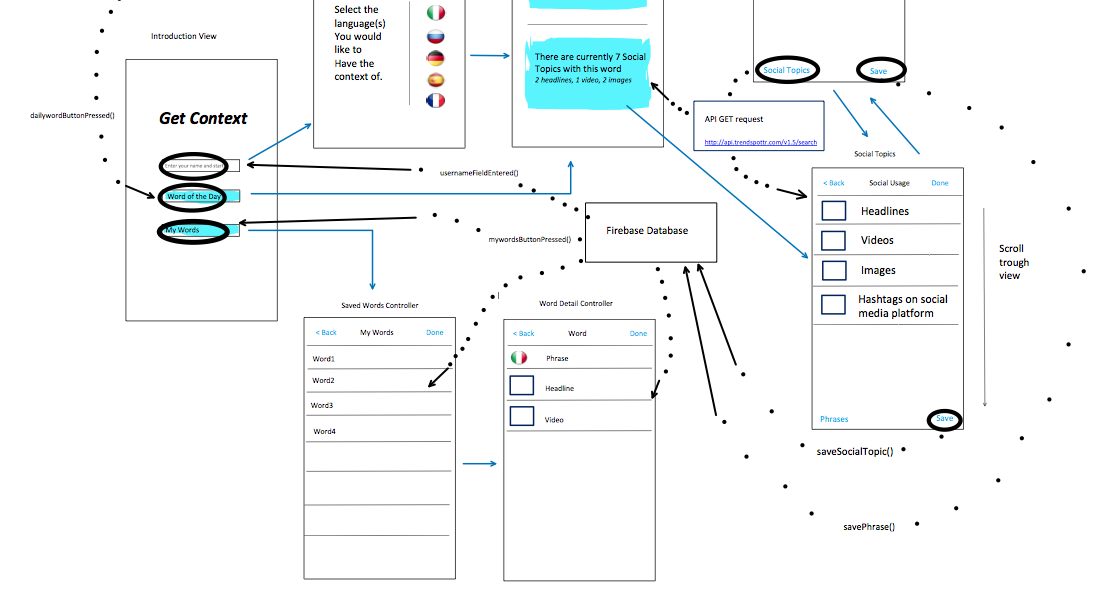 Select the
language(s)
You would
like to
Have the
context of.
There are currently 7 Social
Topics with this word
2 headlines, 1 video, 2 images
Social Topics
Save
Introduction View
dailywordButtonPressed()
Get Context
Enter your name and start
Word of the Day
My Words
usernameFieldEntered()
mywordsButtonPressed()
API GET request
http://api.trendspottr.com/v1.5/search
Firebase Database
Social Topics
< Back
Social Usage
Done
Headlines
Videos
Images
Hashtags on social
media platform
Phrases
Save
Scroll
trough
view
Saved Words Controller
< Back
My Words
Done
Word1
Word2
Word3
Word4
Word Detail Controller
< Back
Word
Done
Phrase
Headline
Video
saveSocialTopic()
savePhrase()